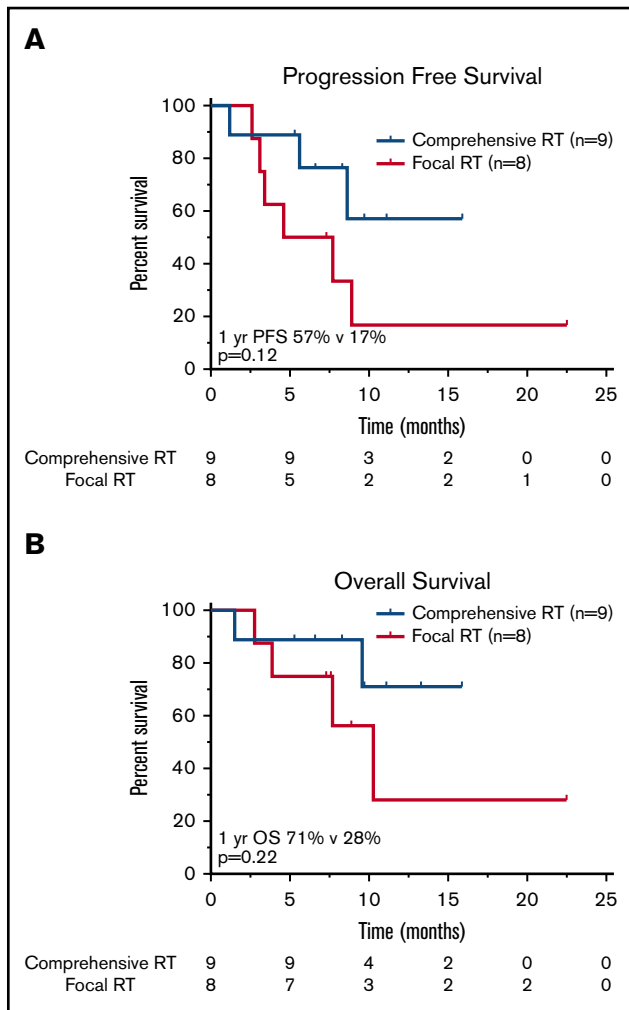 A
Progression Free Survival
100
80
60
40
20
0
Percent survival
Comprehensive RT (n=9)
Focal RT (n=8)
1 yr PFS 57% v 17%
p=0.12
0 5 10 15 20 25
Time (months)
Comprehensive RT 9 9 3 2 0 0
Focal RT 8 5 2 2 1 0
B
Overall Survival
100
80
60
40
20
0
Percent survival
Comprehensive RT (n=9)
Focal RT (n=8)
1 yr OS 71% v 28%
p=0.22
0 5 10 15 20 25
Time (months)
Comprehensive RT 9 9 4 2 0 0
Focal RT 8 7 3 2 2 0